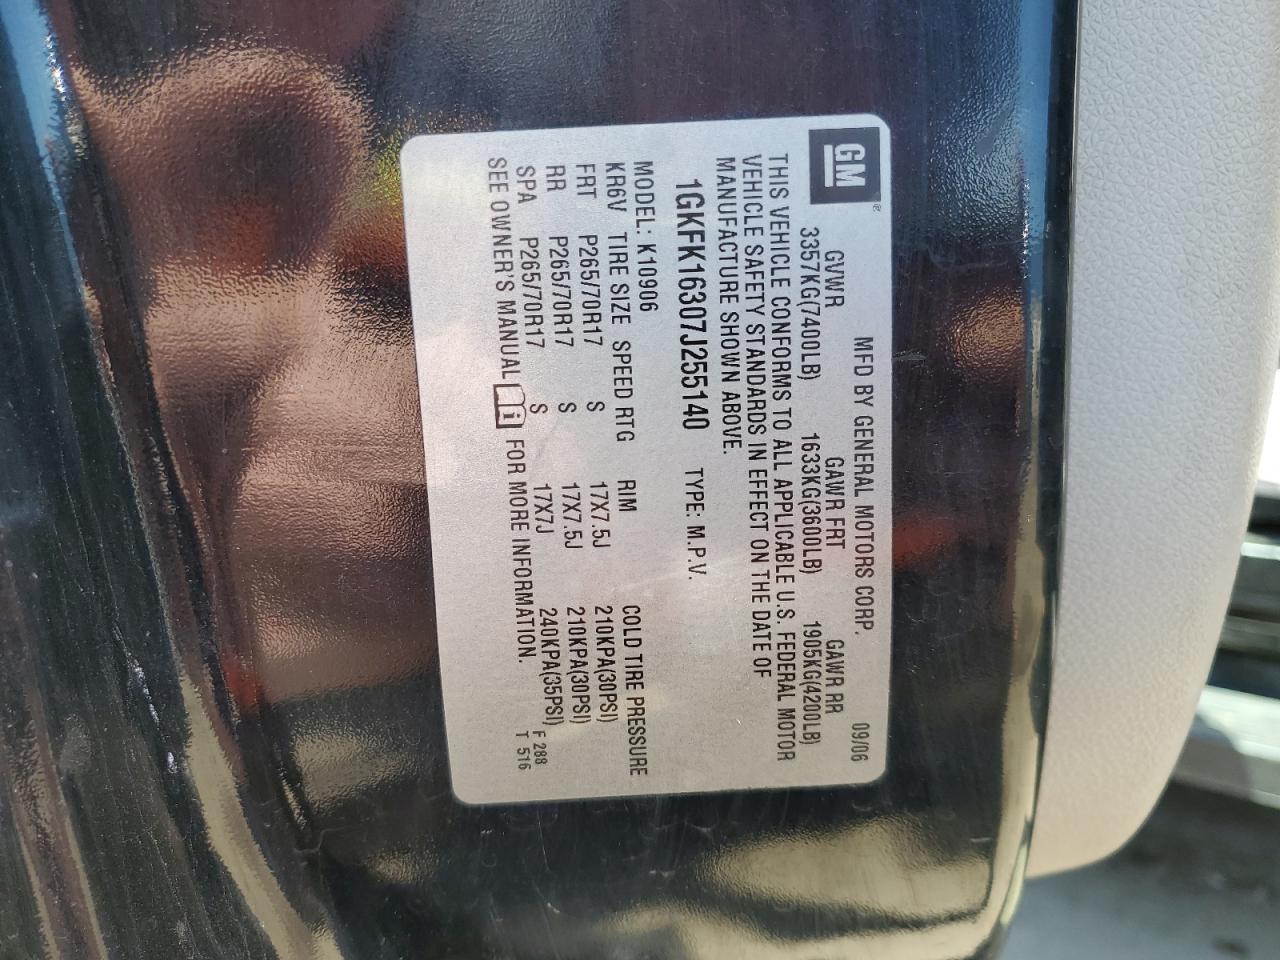 GM ®
MFD BY GENERAL MOTORS CORP. 09/06
GVWR GAWR FRT GAWR RR
3357KG(7400LB) 1633KG(3600LB) 1905KG(4200LB)
THIS VEHICLE CONFORMS TO ALL APPLICABLE U.S. FEDERAL MOTOR
VEHICLE SAFETY STANDARDS IN EFFECT ON THE DATE OF
MANUFACTURE SHOWN ABOVE.
1GKFK16307J255140 TYPE: M.P.V.
MODEL: K10906
KR6V TIRE SIZE SPEED RTG RIM COLD TIRE PRESSURE
FRT P265/70R17 S 17X7.5J 210KPA(30PSI)
RR P265/70R17 S 17X7.5J 210KPA(30PSI)
SPA P265/70R17 S 17X7J 240KPA(35PSI) F 288
SEE OWNER'S MANUAL i FOR MORE INFORMATION. T 516